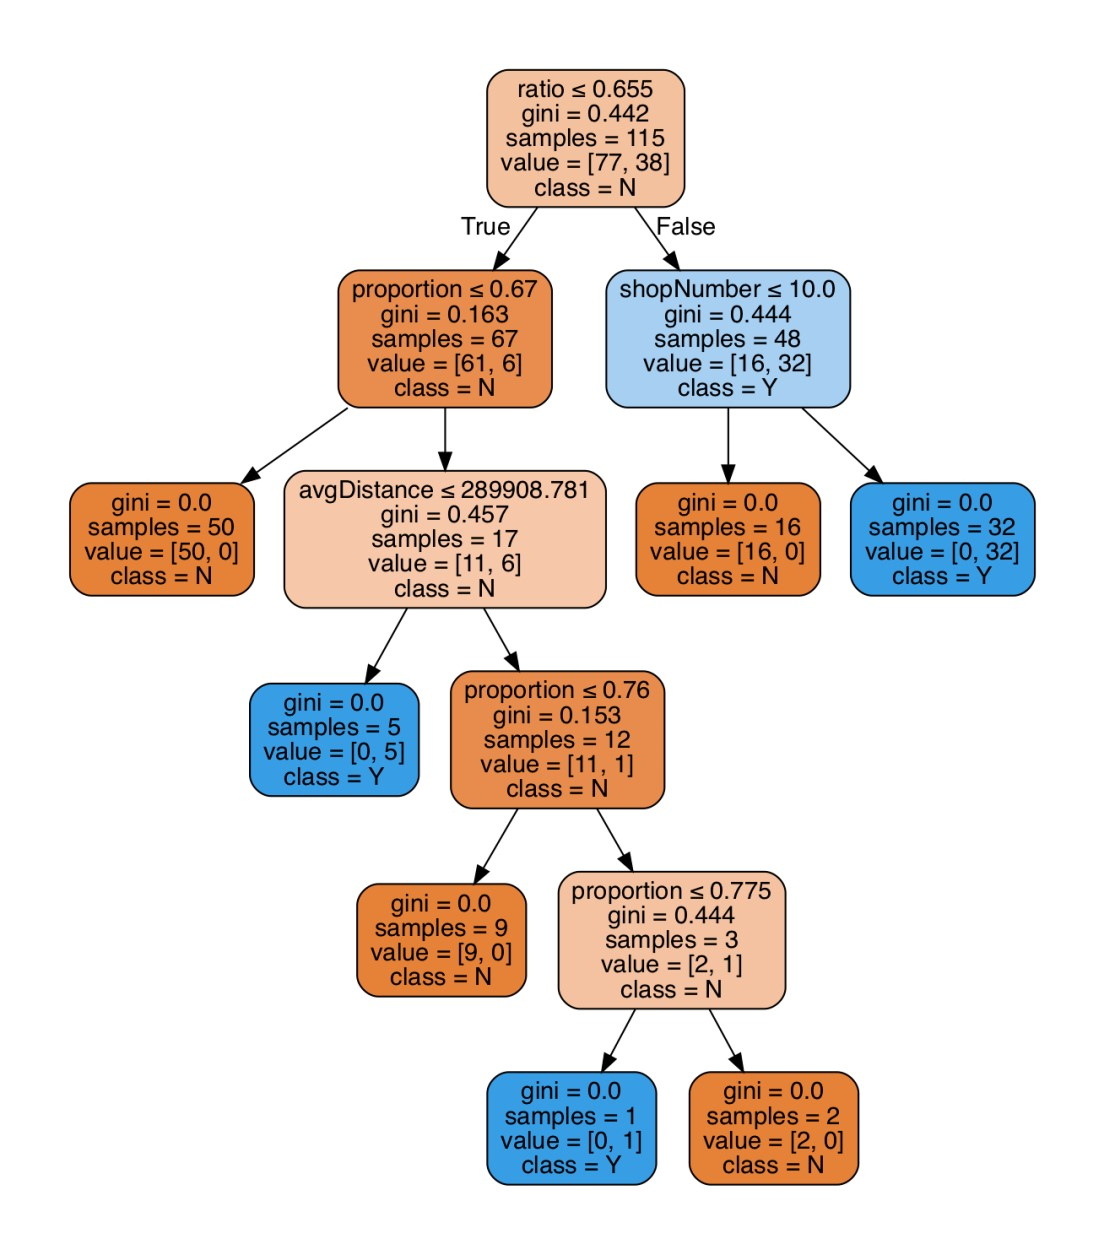 ratio ≤ 0.655
gini = 0.442
samples = 115
value = [77, 38]
class = N
True
False
proportion ≤ 0.67
gini = 0.163
samples = 67
value = [61, 6]
class = N
shopNumber ≤ 10.0
gini = 0.444
samples = 48
value = [16, 32]
class = Y
gini = 0.0
samples = 50
value = [50, 0]
class = N
avgDistance ≤ 289908.781
gini = 0.457
samples = 17
value = [11, 6]
class = N
gini = 0.0
samples = 16
value = [16, 0]
class = N
gini = 0.0
samples = 32
value = [0, 32]
class = Y
gini = 0.0
samples = 5
value = [0, 5]
class = Y
proportion ≤ 0.76
gini = 0.153
samples = 12
value = [11, 1]
class = N
gini = 0.0
samples = 9
value = [9, 0]
class = N
proportion ≤ 0.775
gini = 0.444
samples = 3
value = [2, 1]
class = N
gini = 0.0
samples = 1
value = [0, 1]
class = Y
gini = 0.0
samples = 2
value = [2, 0]
class = N